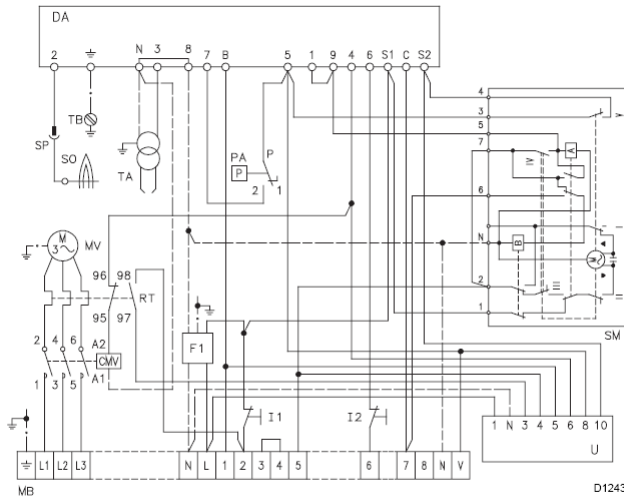 DA
2 N 3 8 7 B 5 1 9 4 6 S1 C S2
SP
SO
TB
TA
PA
P
P
2 1
4
3
5
7
6
N
2
1
A
B
M
I
II
III
IV
V
SM
M
3
MV
96 98
RT
95 97
2 4 6 A2
CMV
1 3 5 A1
F1
I1
I2
1 N 3 4 5 6 8 10
U
L1 L2 L3
N L 1 2 3 4 5
6 7 8 N V
MB
D1243